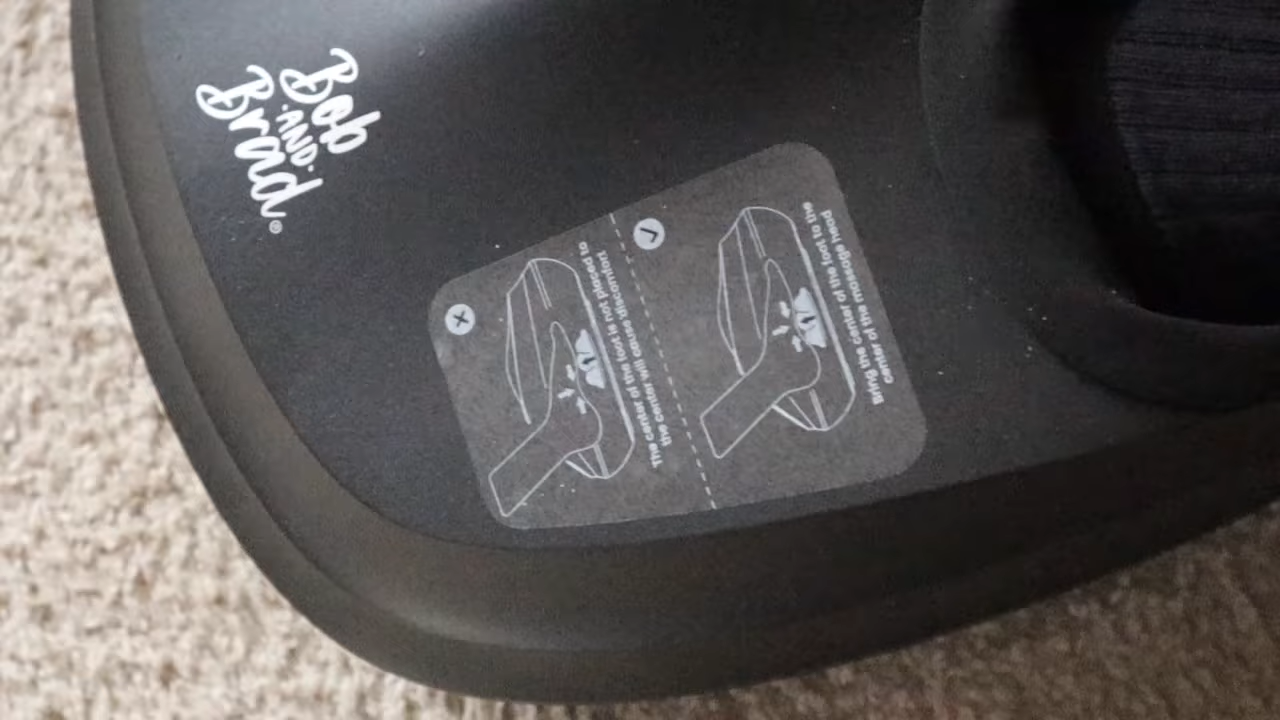 Bob
·AND·
Brad®
The center of the foot is not placed to
the center will cause discomfort.
Bring the center of the foot to the
center of the massage head